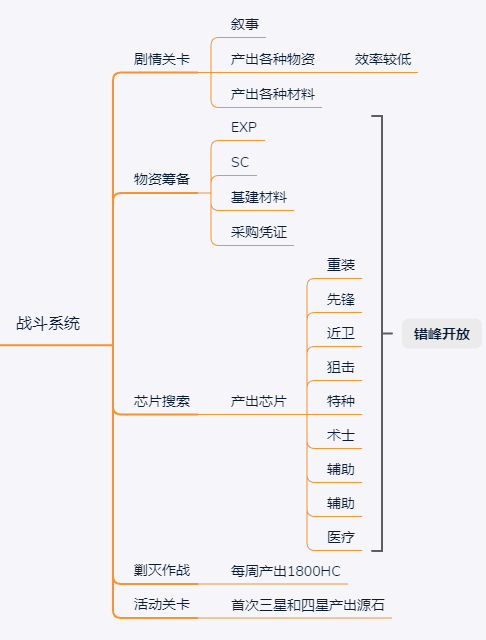 叙事
剧情关卡
产出各种物资
效率较低
产出各种材料
EXP
SC
物资筹备
基建材料
采购凭证
重装
先锋
战斗系统
近卫
错峰开放
狙击
芯片搜索
产出芯片
特种
术士
辅助
辅助
医疗
剿灭作战
每周产出1800HC
活动关卡
首次三星和四星产出源石